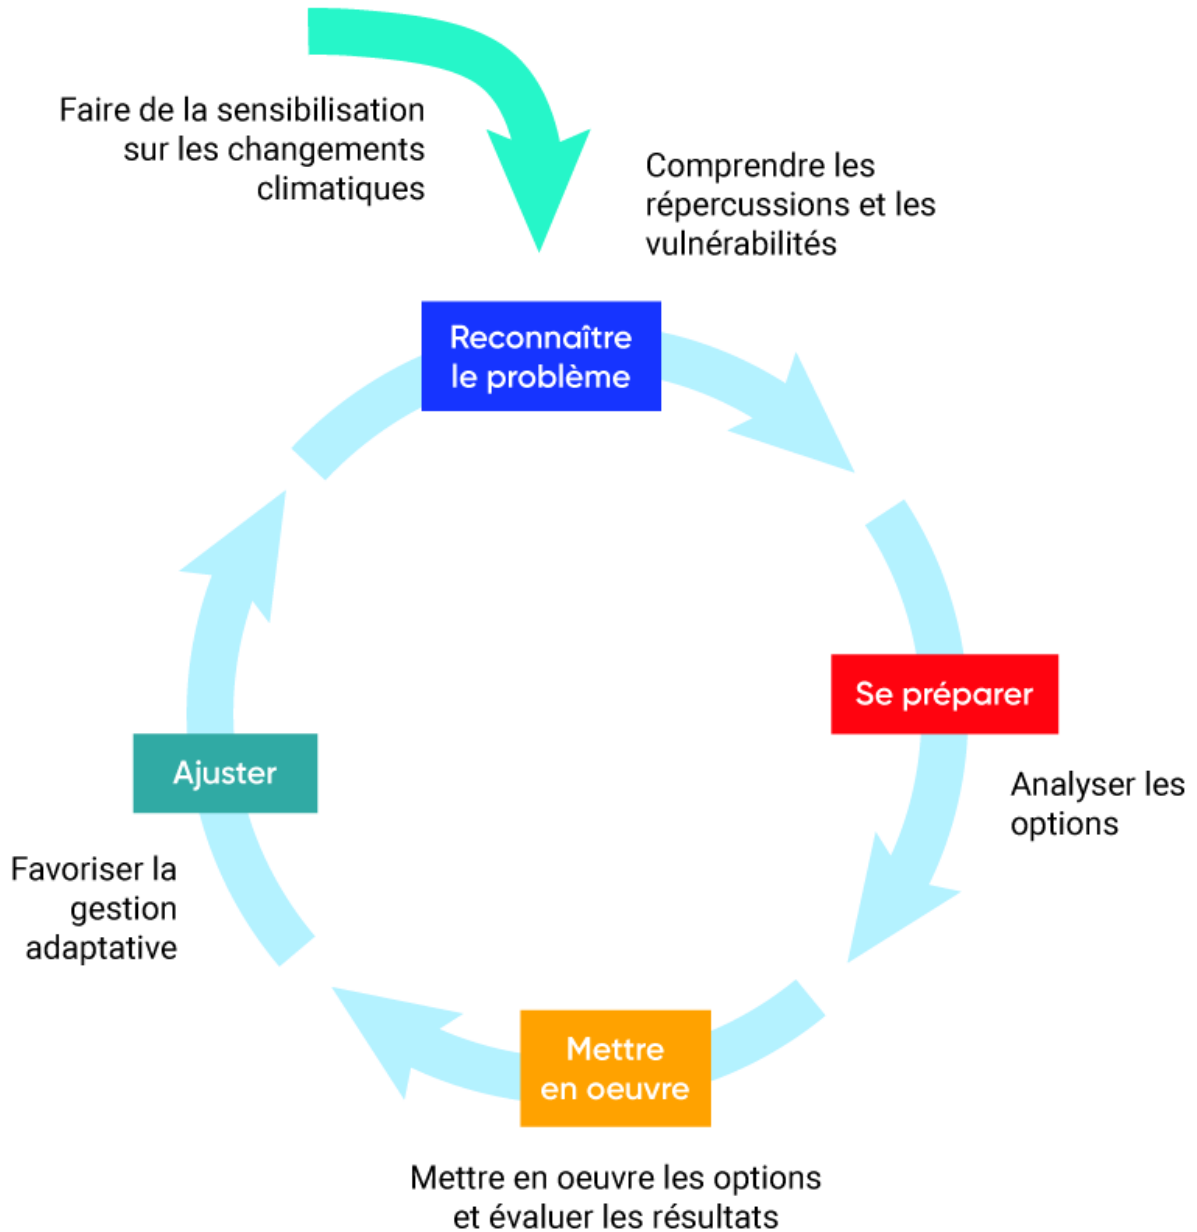 Faire de la sensibilisation
sur les changements
climatiques
Comprendre les
répercussions et les
vulnérabilités
Reconnaître
le problème
Se préparer
Analyser les
options
Mettre
en oeuvre
Mettre en oeuvre les options
et évaluer les résultats
Ajuster
Favoriser la
gestion
adaptative